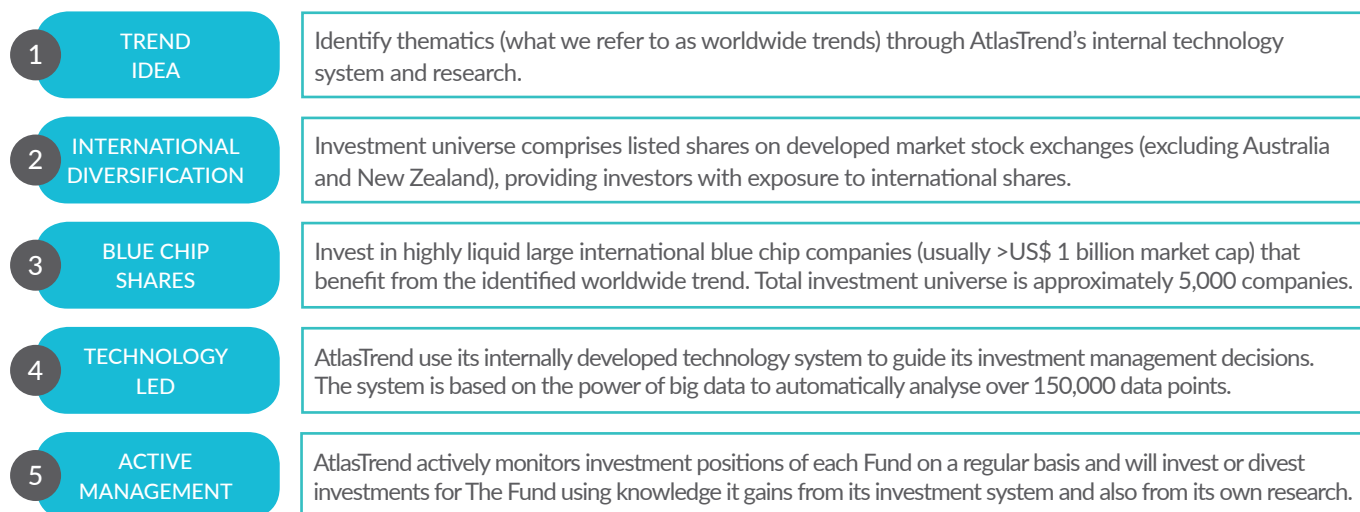 1
TREND
IDEA
Identify thematics (what we refer to as worldwide trends) through AtlasTrend's internal technology
system and research.
2
INTERNATIONAL
DIVERSIFICATION
Investment universe comprises listed shares on developed market stock exchanges (excluding Australia
and New Zealand), providing investors with exposure to international shares.
3
BLUE CHIP
SHARES
Invest in highly liquid large international blue chip companies (usually >US$ 1 billion market cap) that
benefit from the identified worldwide trend. Total investment universe is approximately 5,000 companies.
4
TECHNOLOGY
LED
AtlasTrend use its internally developed technology system to guide its investment management decisions.
The system is based on the power of big data to automatically analyse over 150,000 data points.
5
ACTIVE
MANAGEMENT
AtlasTrend actively monitors investment positions of each Fund on a regular basis and will invest or divest
investments for The Fund using knowledge it gains from its investment system and also from its own research.